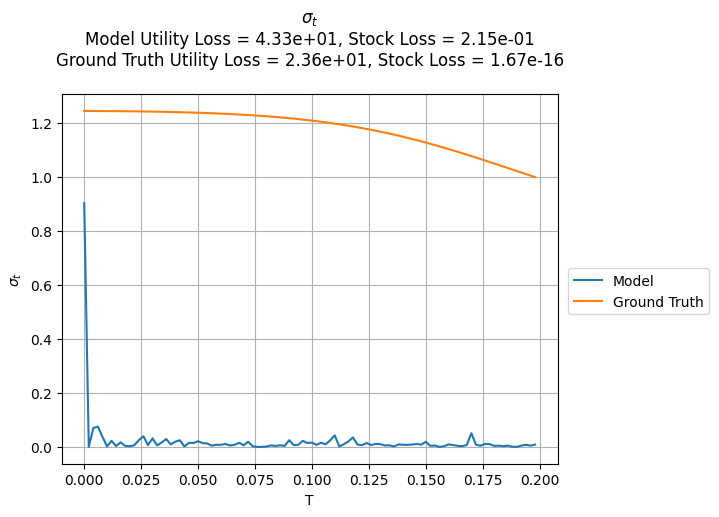 σt
Model Utility Loss = 4.33e+01, Stock Loss = 2.15e-01
Ground Truth Utility Loss = 2.36e+01, Stock Loss = 1.67e-16
1.2
1.0
0.8
0.6
0.4
0.2
0.0
σt
0.000 0.025 0.050 0.075 0.100 0.125 0.150 0.175 0.200
T
Model
Ground Truth